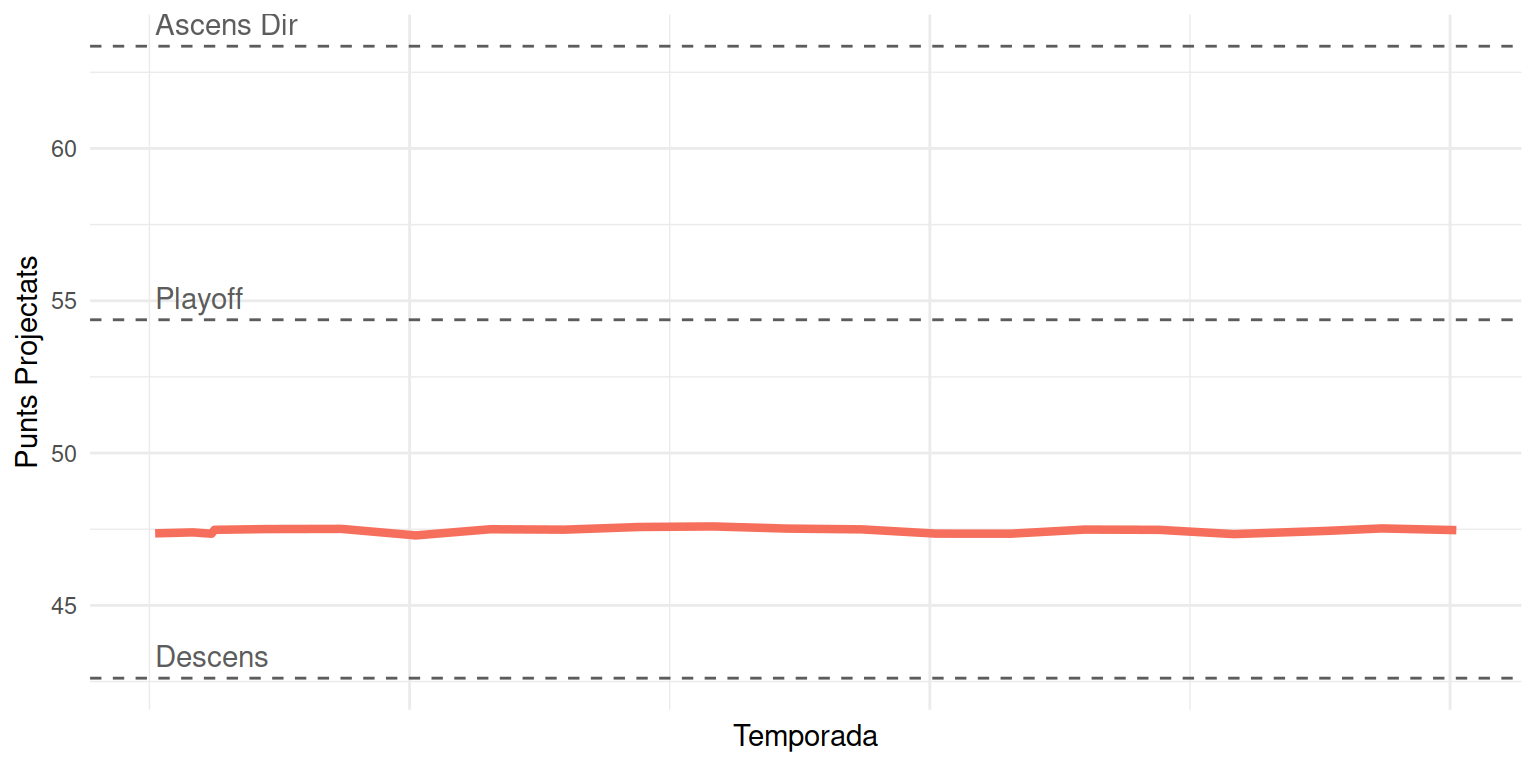 Ascens Dir
60
Playoff
55
50
45
Descens
Punts Projectats
Temporada